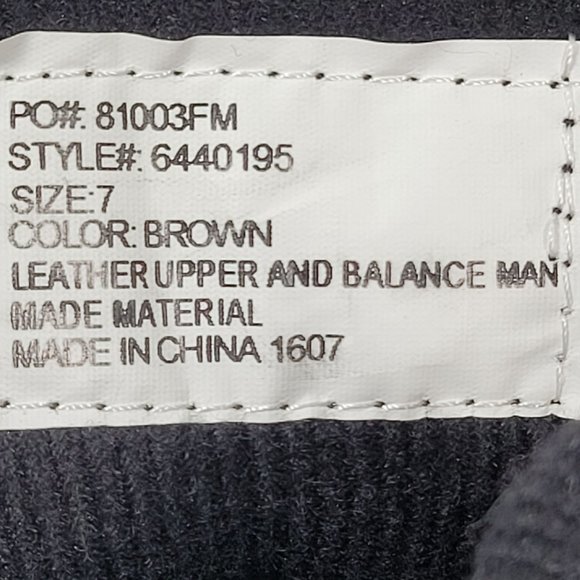 PO#: 81003FM
STYLE#: 6440195
SIZE:7
COLOR: BROWN
LEATHER UPPER AND BALANCE MAN
MADE MATERIAL
MADE IN CHINA 1607